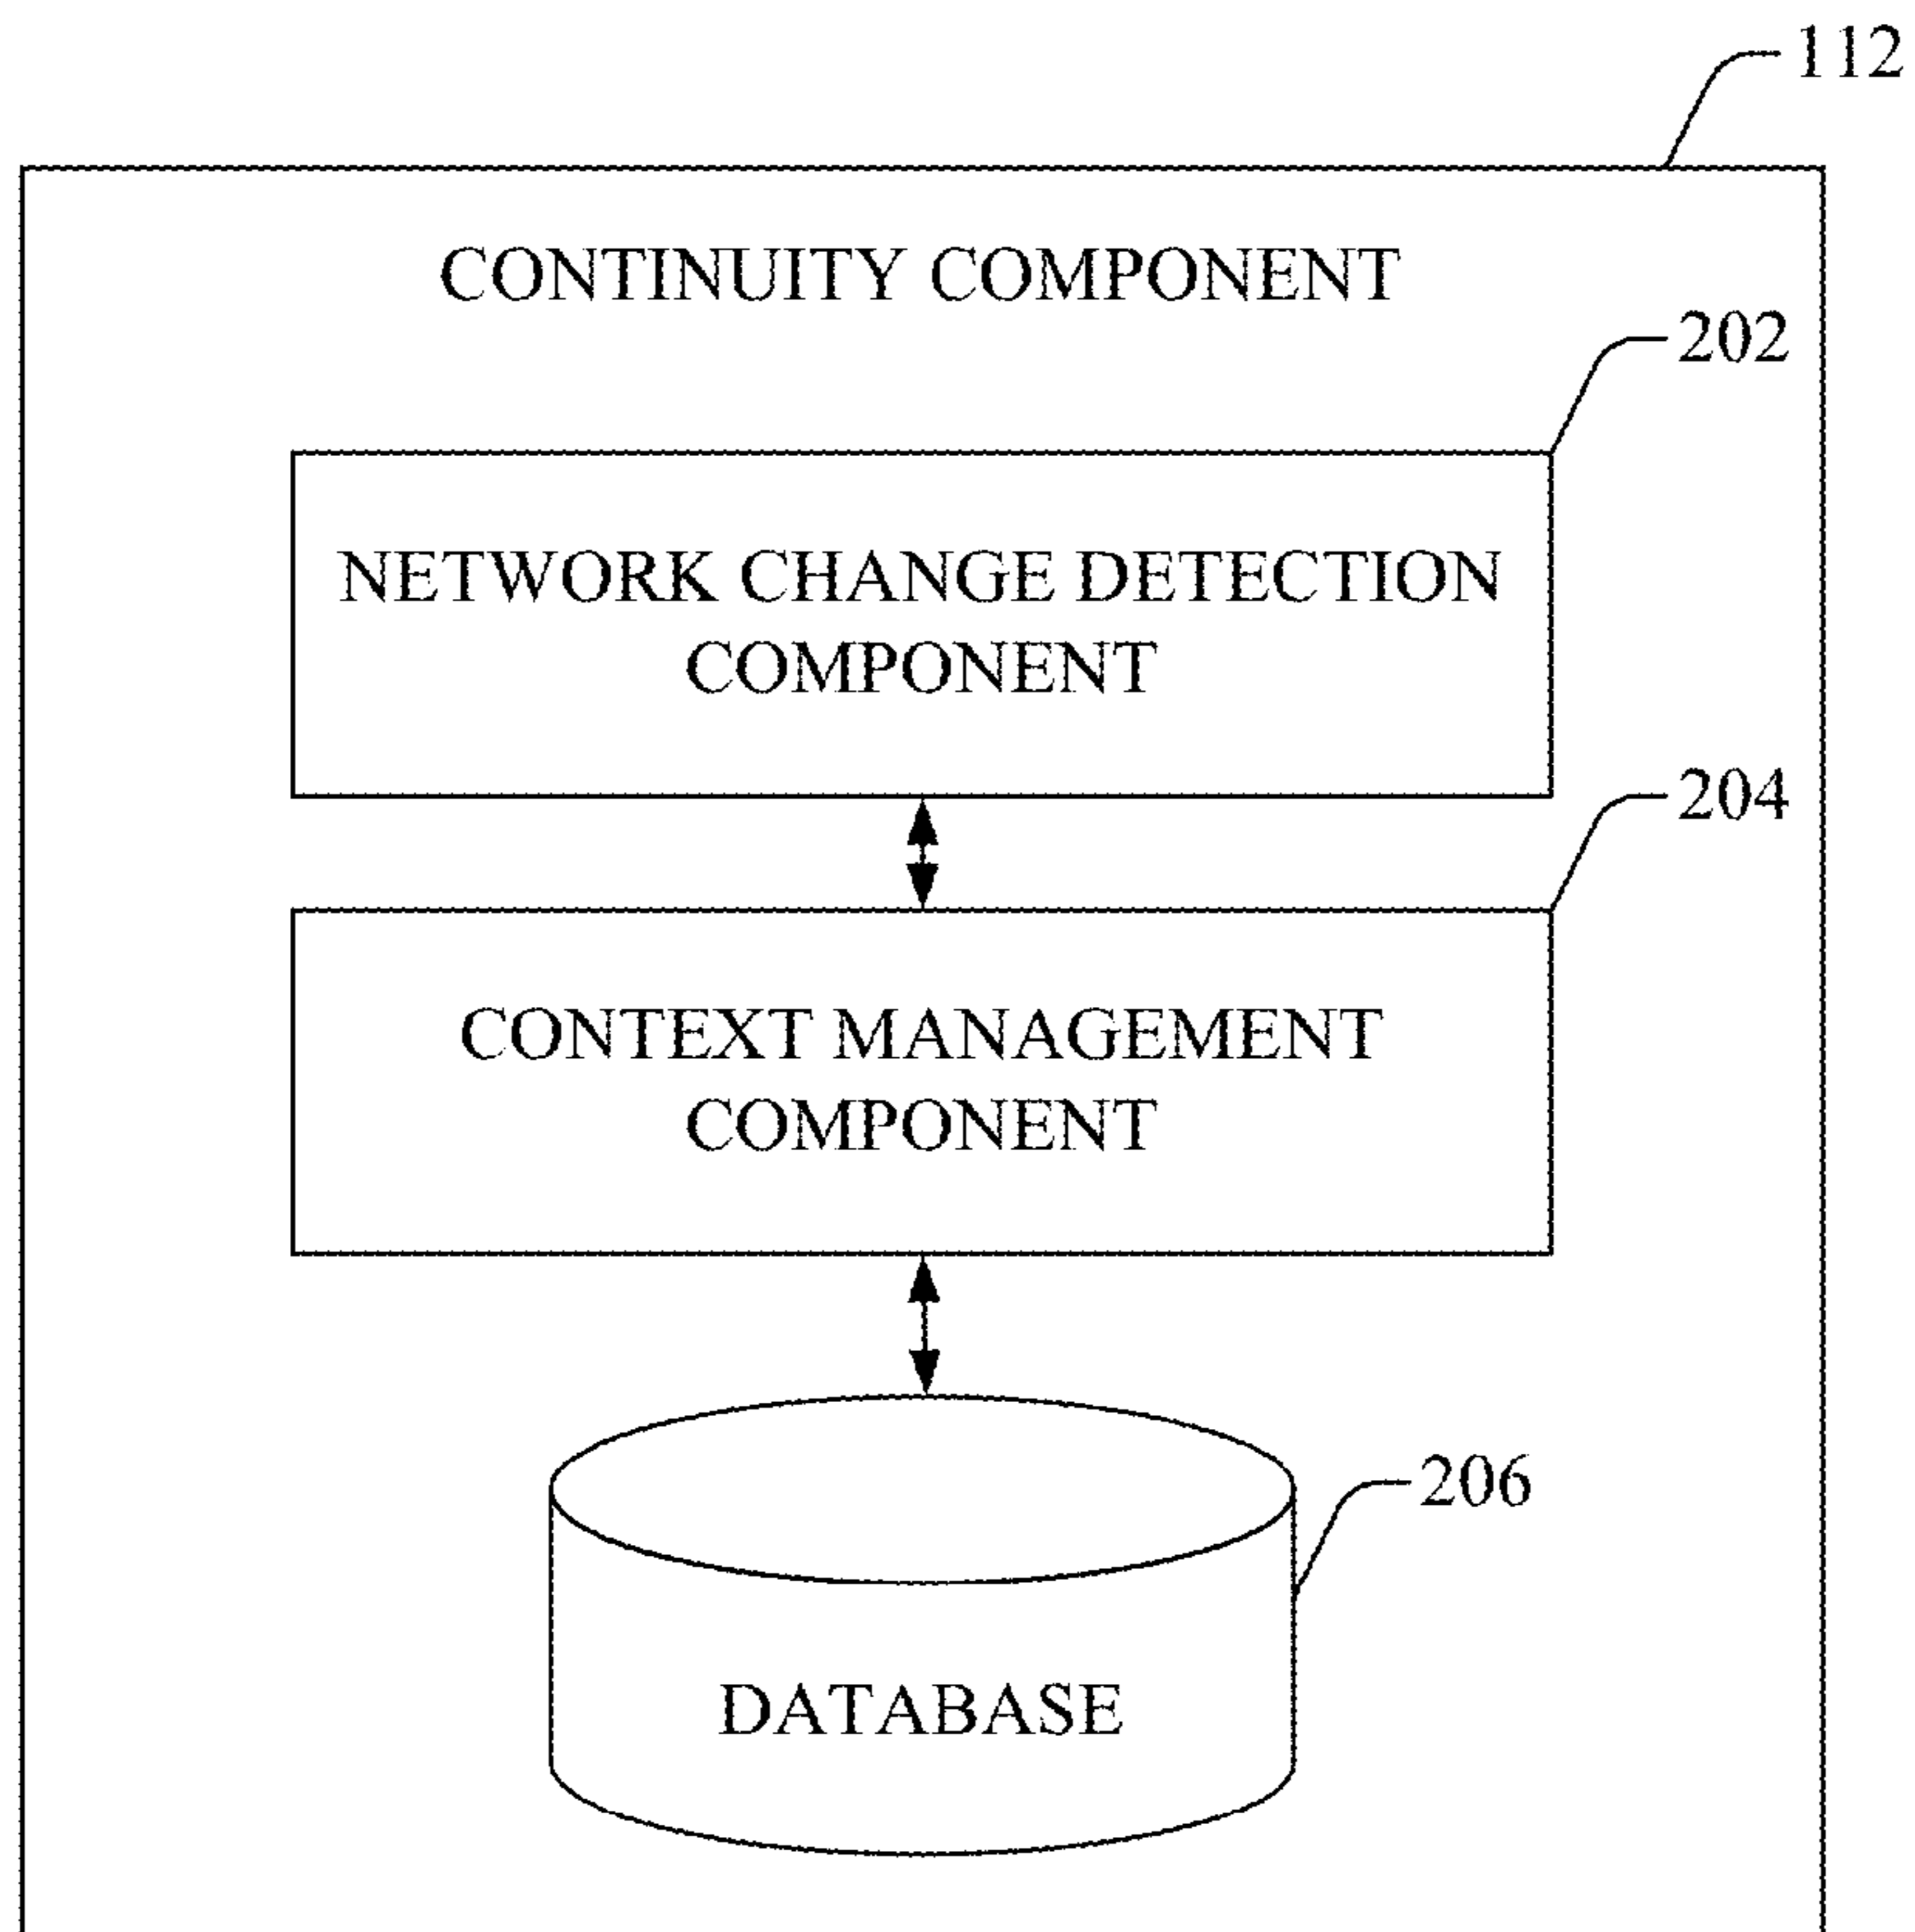 112
CONTINUITY COMPONENT
202
NETWORK CHANGE DETECTION
COMPONENT
204
CONTEXT MANAGEMENT
COMPONENT
206
DATABASE